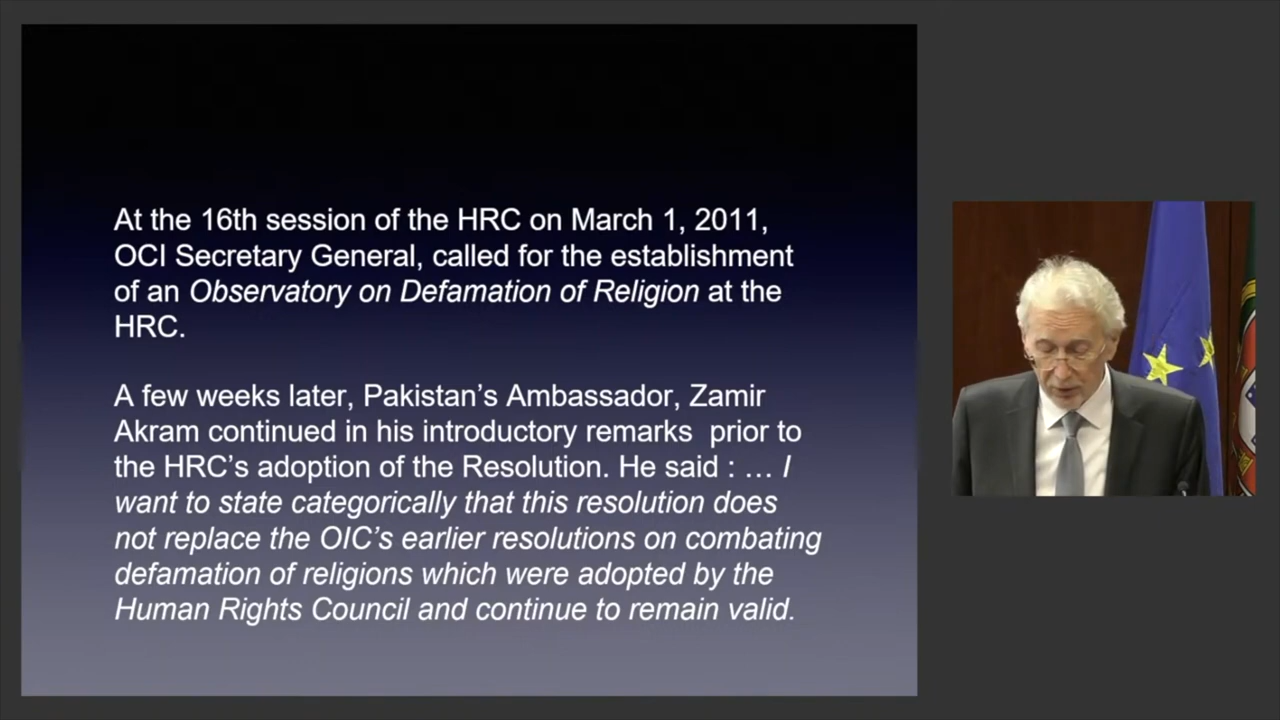 At the 16th session of the HRC on March 1, 2011,
OCI Secretary General, called for the establishment
of an Observatory on Defamation of Religion at the
HRC.
A few weeks later, Pakistan's Ambassador, Zamir
Akram continued in his introductory remarks  prior to
the HRC's adoption of the Resolution. He said : … I
want to state categorically that this resolution does
not replace the OIC's earlier resolutions on combating
defamation of religions which were adopted by the
Human Rights Council and continue to remain valid.